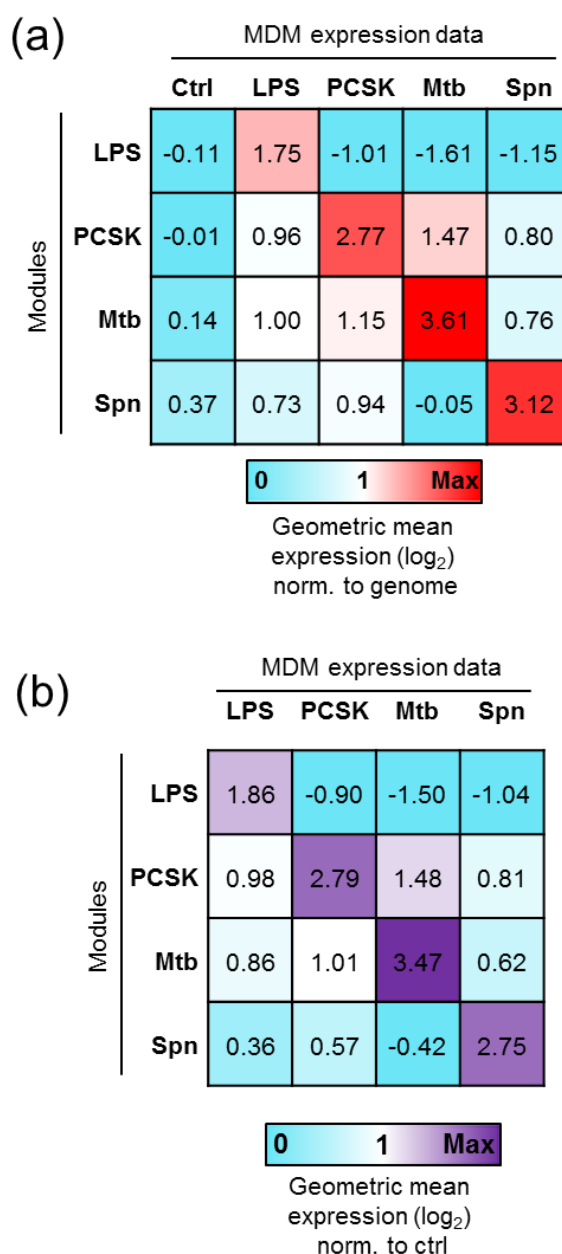 (a)
MDM expression data
Ctrl LPS PCSK Mtb Spn
Modules
LPS -0.11 1.75 -1.01 -1.61 -1.15
PCSK -0.01 0.96 2.77 1.47 0.80
Mtb 0.14 1.00 1.15 3.61 0.76
Spn 0.37 0.73 0.94 -0.05 3.12
0 1 Max
Geometric mean
expression (log₂)
norm. to genome
(b)
MDM expression data
LPS PCSK Mtb Spn
Modules
LPS 1.86 -0.90 -1.50 -1.04
PCSK 0.98 2.79 1.48 0.81
Mtb 0.86 1.01 3.47 0.62
Spn 0.36 0.57 -0.42 2.75
0 1 Max
Geometric mean
expression (log₂)
norm. to ctrl